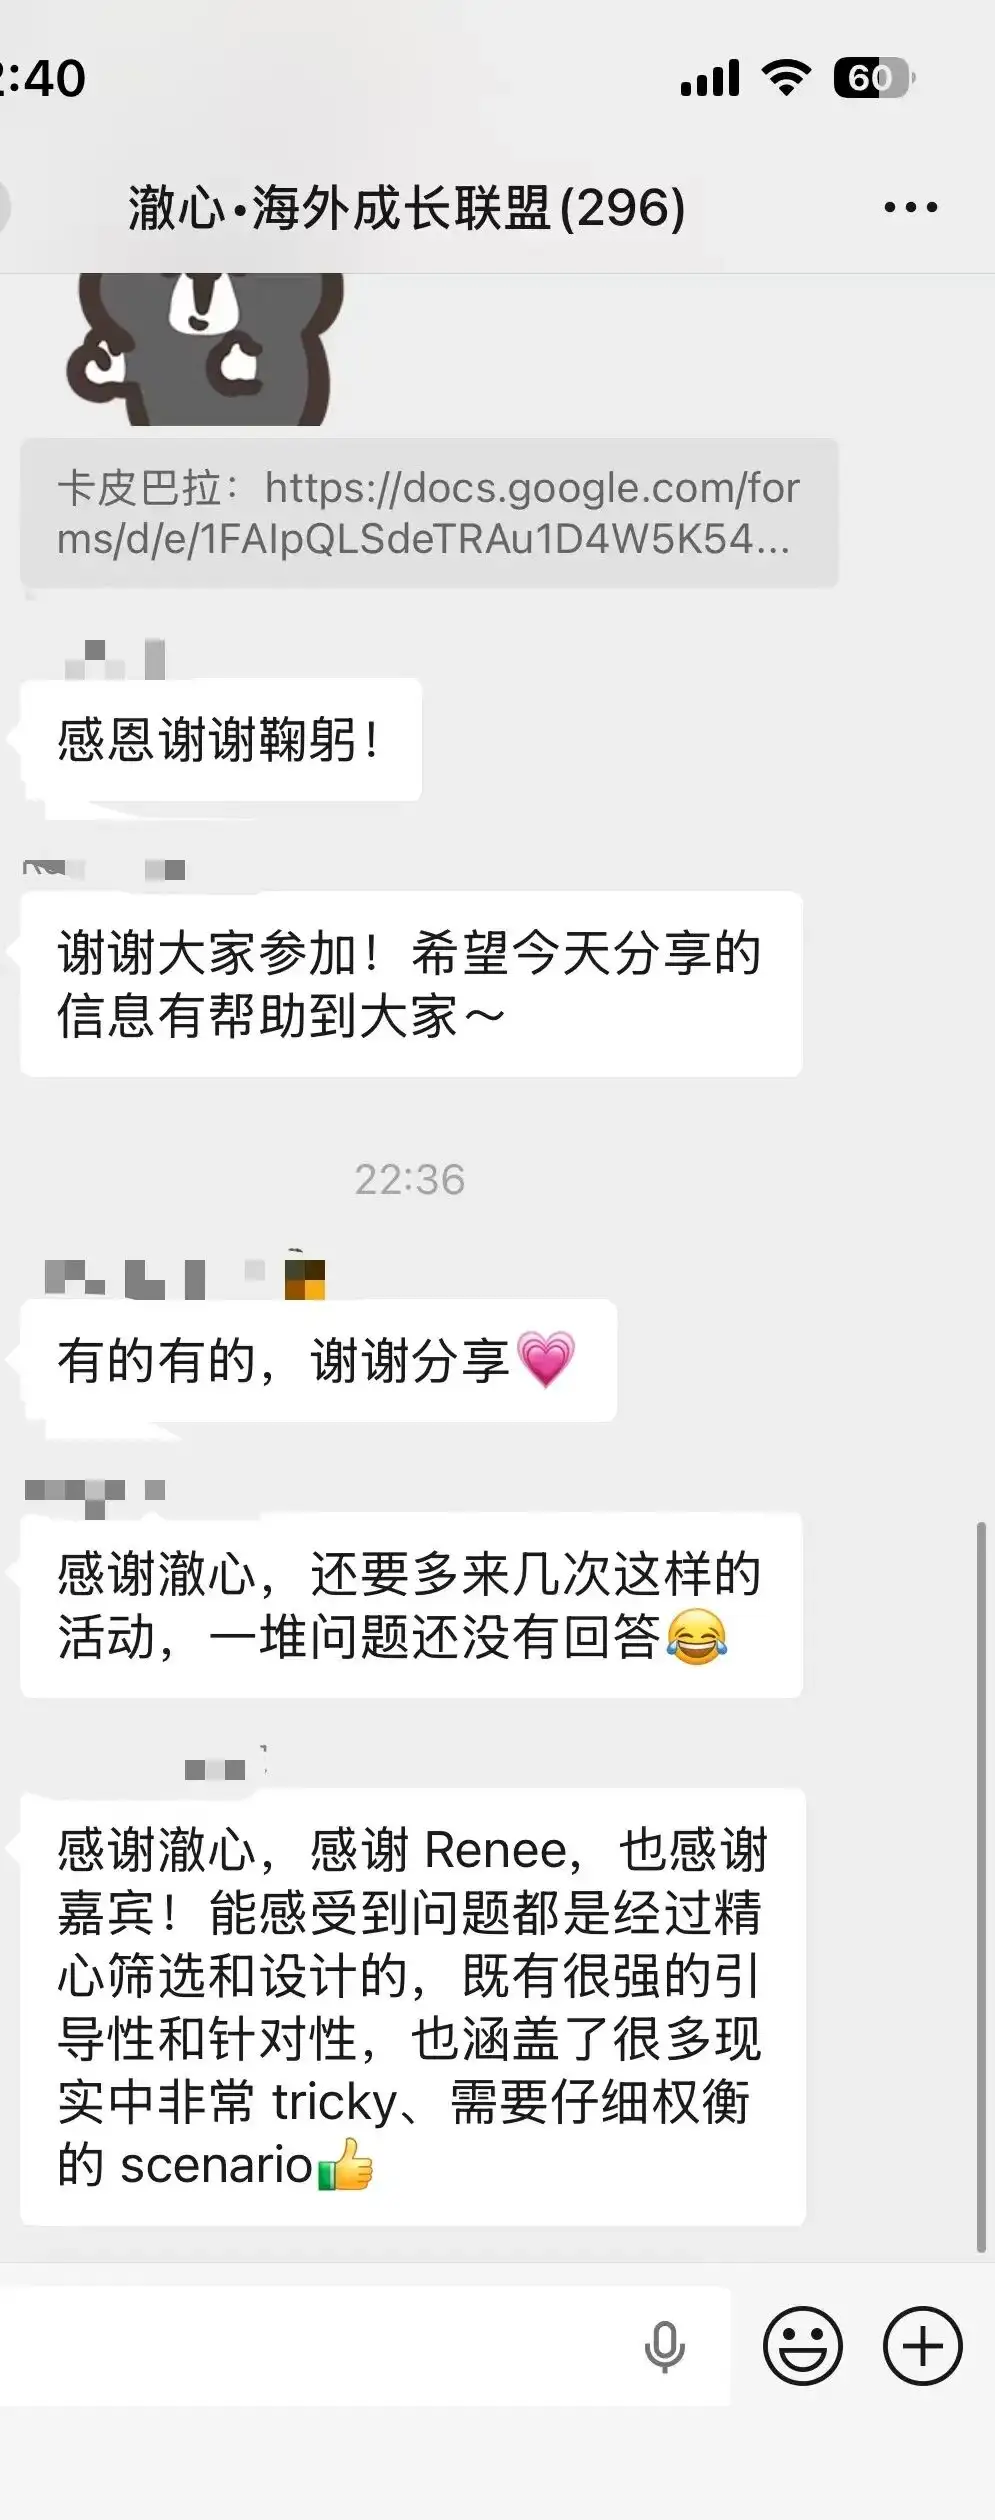 :40
60
澈心•海外成长联盟(296)
卡皮巴拉：https://docs.google.com/for
ms/d/e/1FAIpQLSdeTRAu1D4W5K54...
感恩谢谢鞠躬！
谢谢大家参加！希望今天分享的
信息有帮助到大家～
22:36
有的有的，谢谢分享💗
感谢澈心，还要多来几次这样的
活动，一堆问题还没有回答😂
感谢澈心，感谢 Renee，也感谢
嘉宾！能感受到问题都是经过精
心筛选和设计的，既有很强的引
导性和针对性，也涵盖了很多现
实中非常 tricky、需要仔细权衡
的 scenario👍